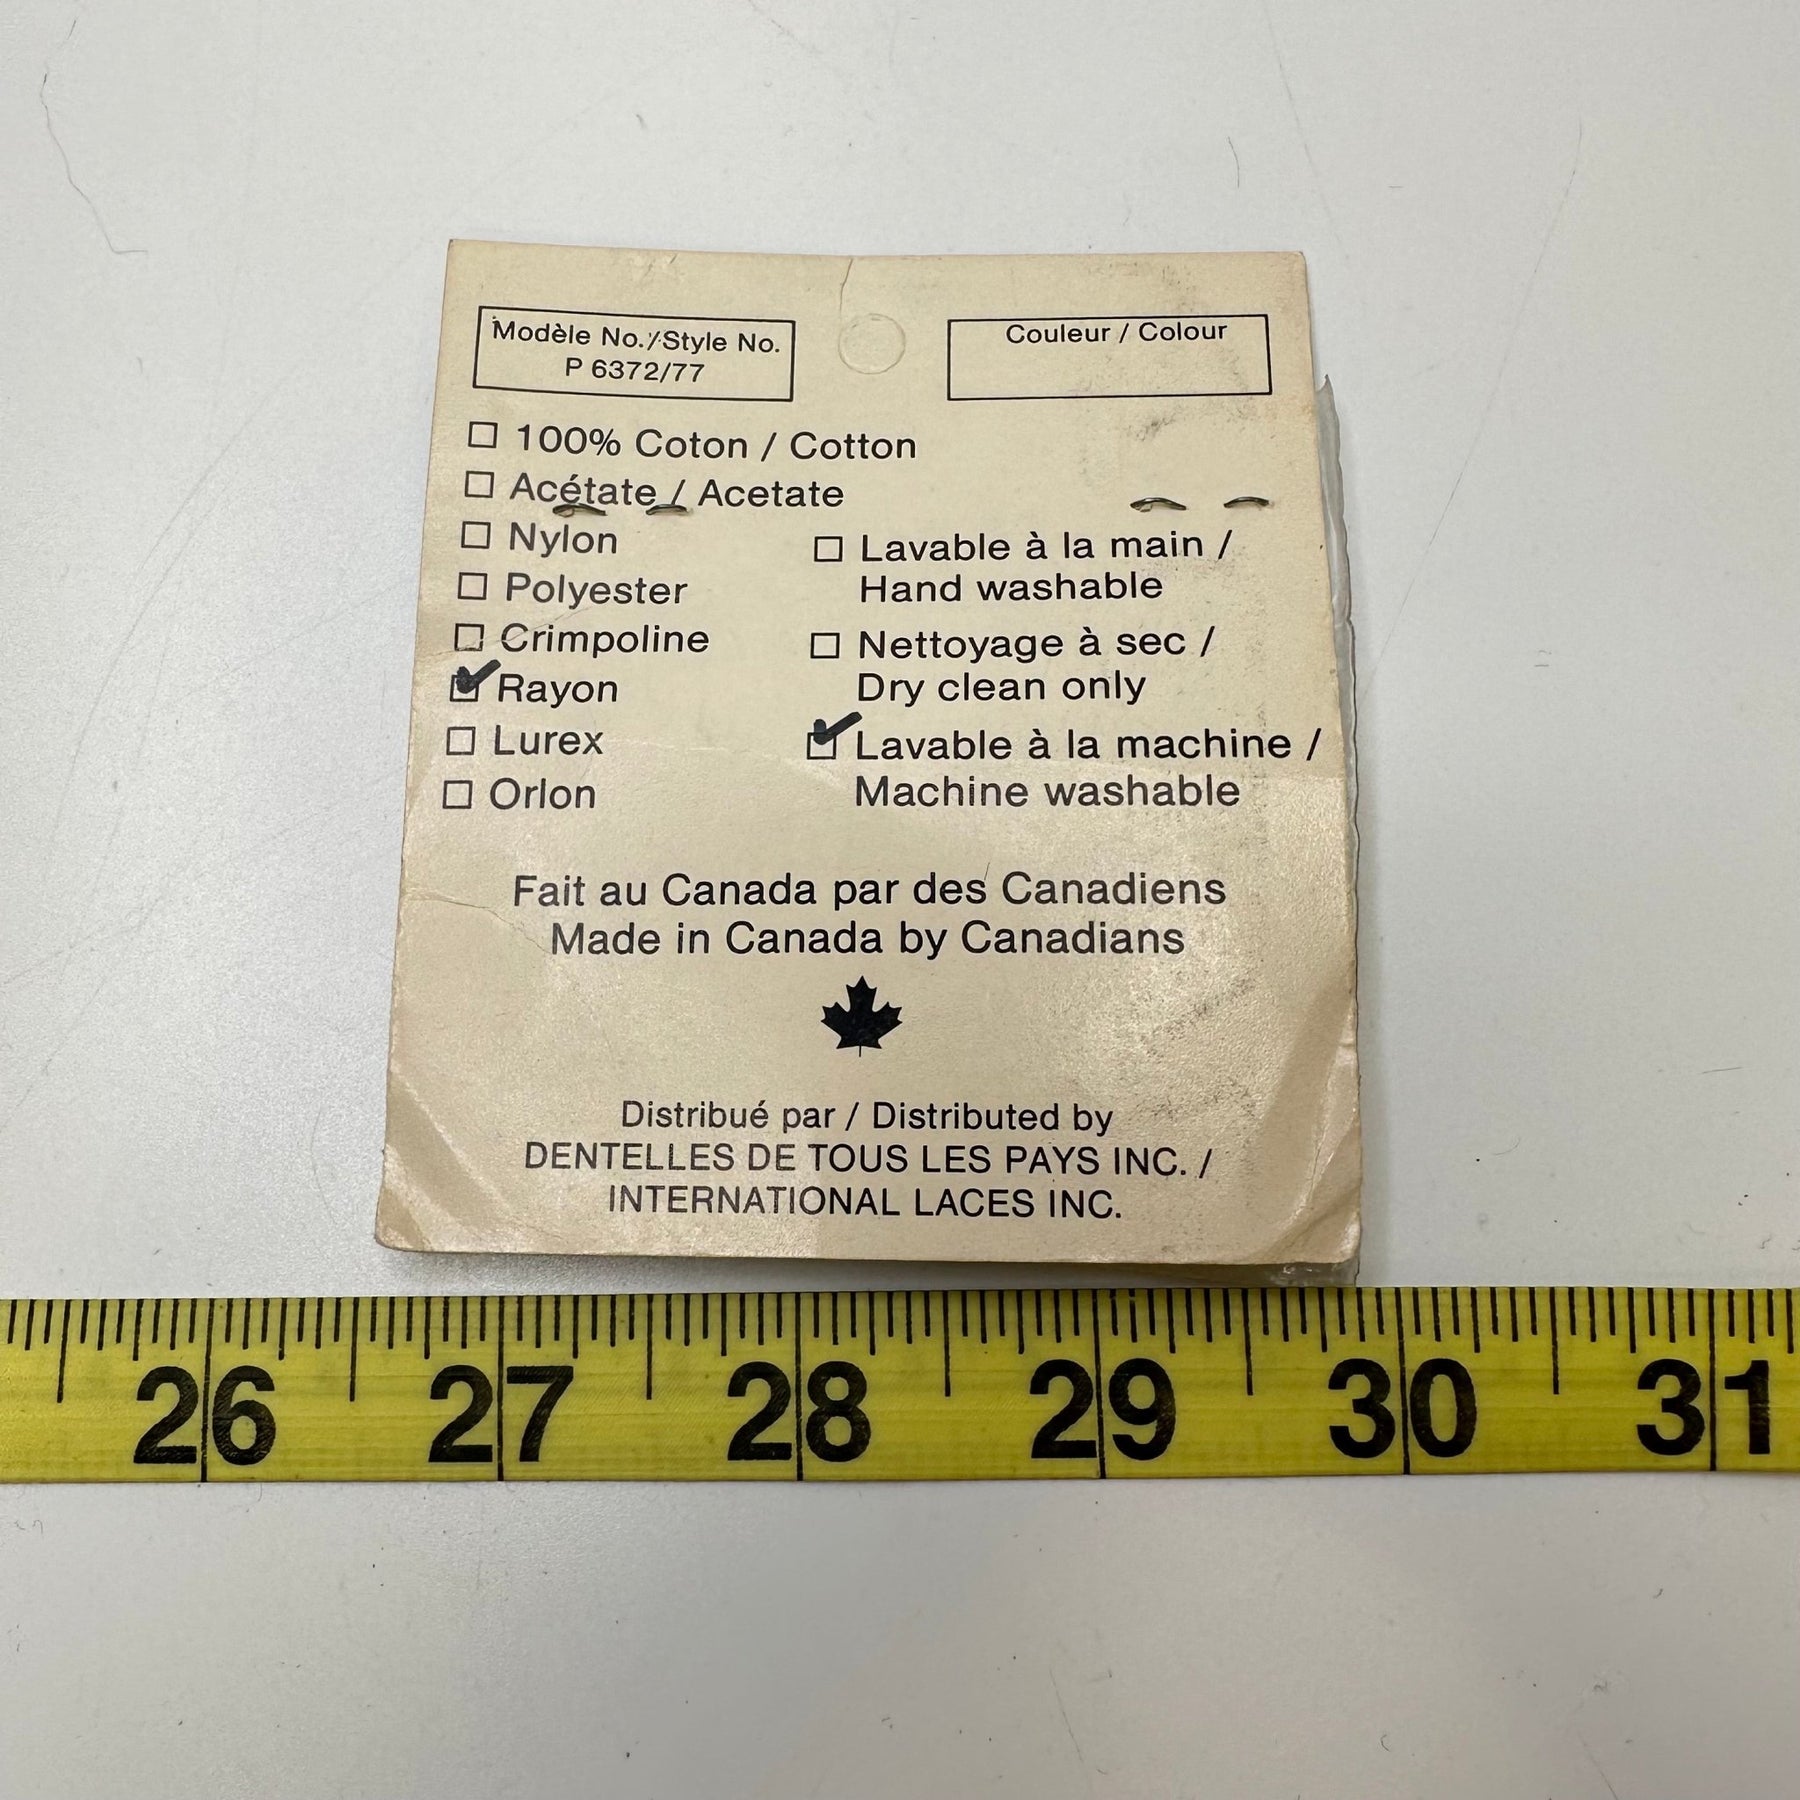 Modèle No./Style No.
P 6372/77
Couleur / Colour
100% Coton / Cotton
Acétate / Acetate
Nylon
Polyester
Crimpoline
Rayon
Lurex
Orlon
Lavable à la main /
Hand washable
Nettoyage à sec /
Dry clean only
Lavable à la machine /
Machine washable
Fait au Canada par des Canadiens
Made in Canada by Canadians
Distribué par / Distributed by
DENTELLES DE TOUS LES PAYS INC. /
INTERNATIONAL LACES INC.
26 27 28 29 30 31